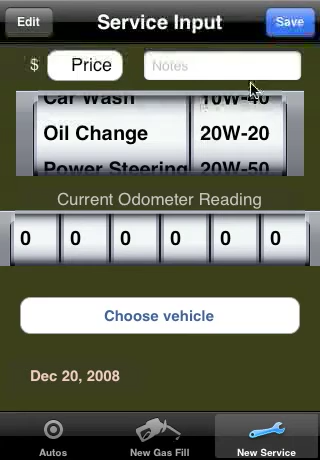 Edit Service Input Save
$ Price Notes
Car Wash 10W-40
Oil Change 20W-20
Power Steering 20W-50
Current Odometer Reading
0 0 0 0 0 0
Choose vehicle
Dec 20, 2008
Autos New Gas Fill New Service